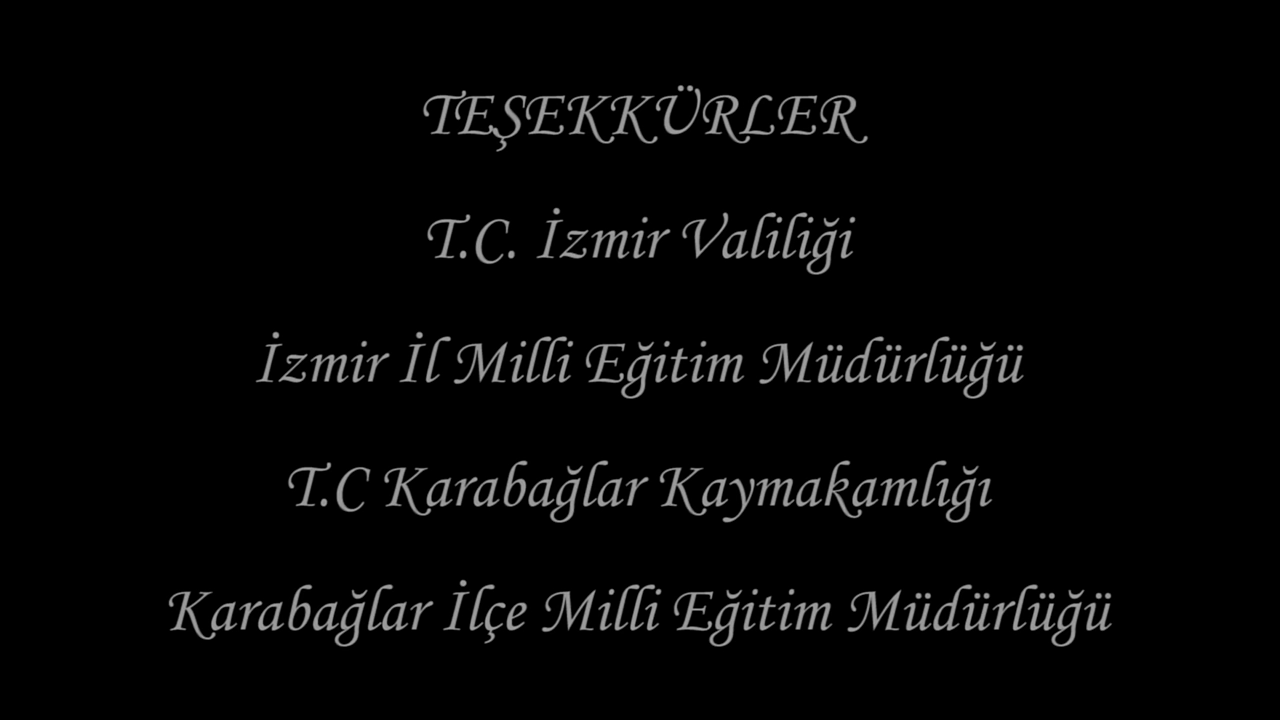 TEŞEKKÜRLER
T.C. İzmir Valiliği
İzmir İl Milli Eğitim Müdürlüğü
T.C Karabağlar Kaymakamlığı
Karabağlar İlçe Milli Eğitim Müdürlüğü